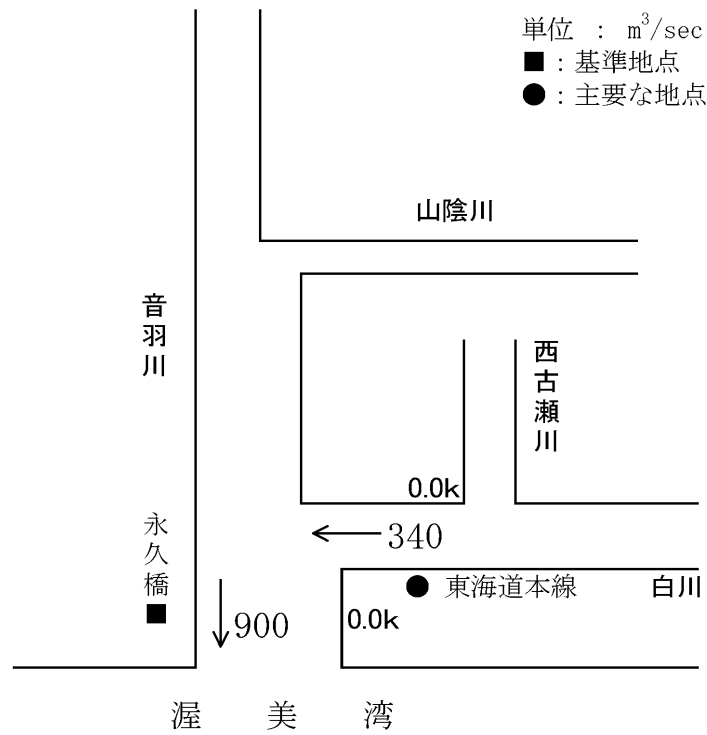 単位 : m³/sec
■:基準地点
●:主要な地点
山陰川
音羽川
西古瀬川
0.0k
340
永久橋
東海道本線
白川
0.0k
900
渥美湾